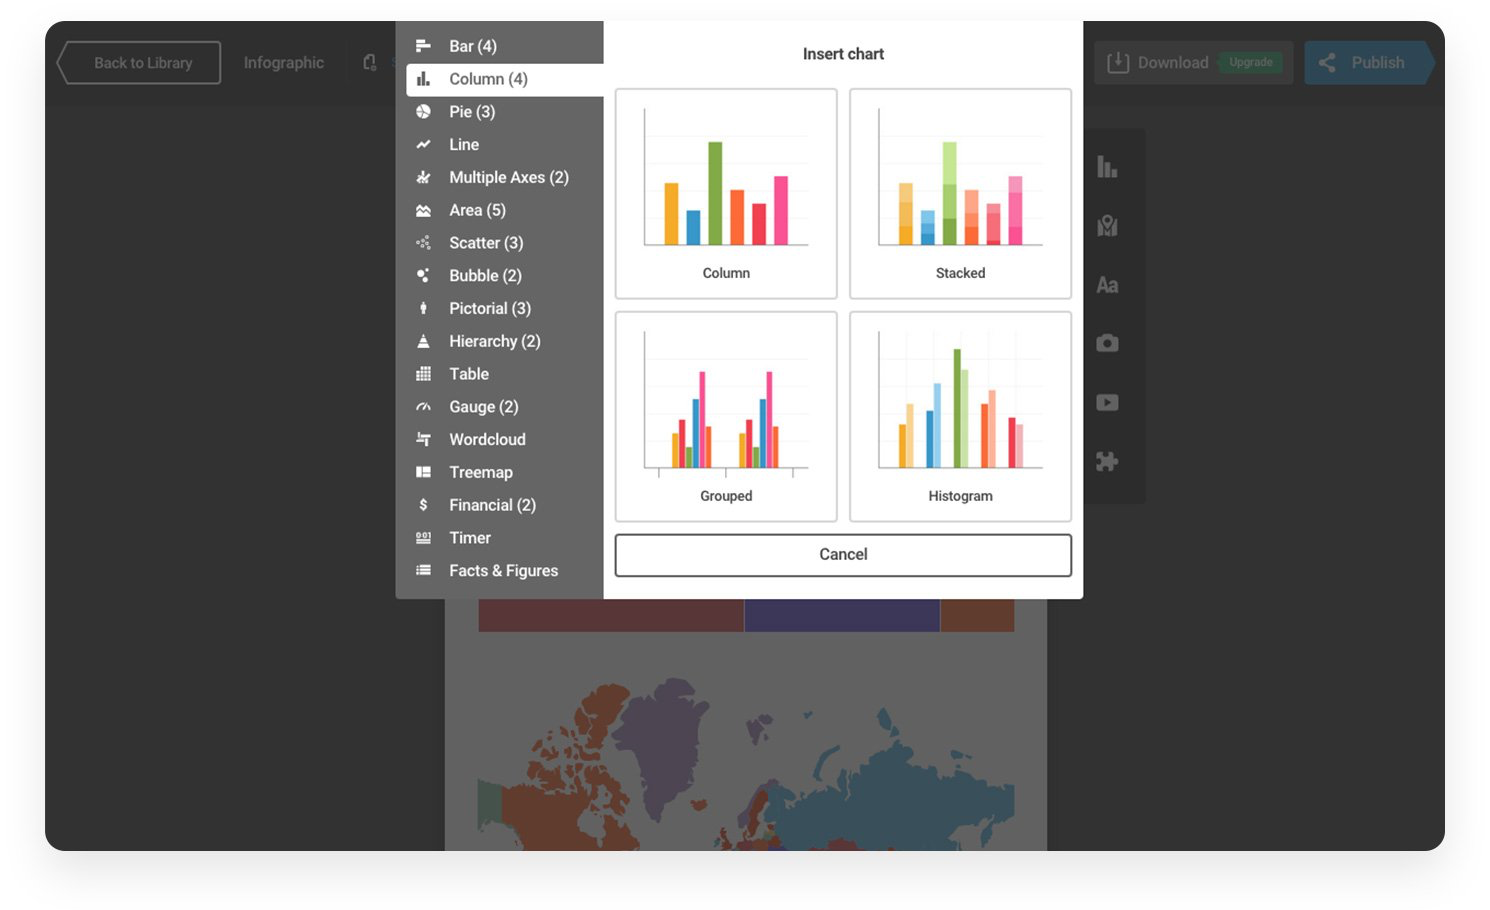 Back to Library
Infographic
Download
Upgrade
Publish
Bar (4)
Column (4)
Pie (3)
Line
Multiple Axes (2)
Area (5)
Scatter (3)
Bubble (2)
Pictorial (3)
Hierarchy (2)
Table
Gauge (2)
Wordcloud
Treemap
Financial (2)
Timer
Facts & Figures
Insert chart
Column
Stacked
Grouped
Histogram
Cancel
Aa